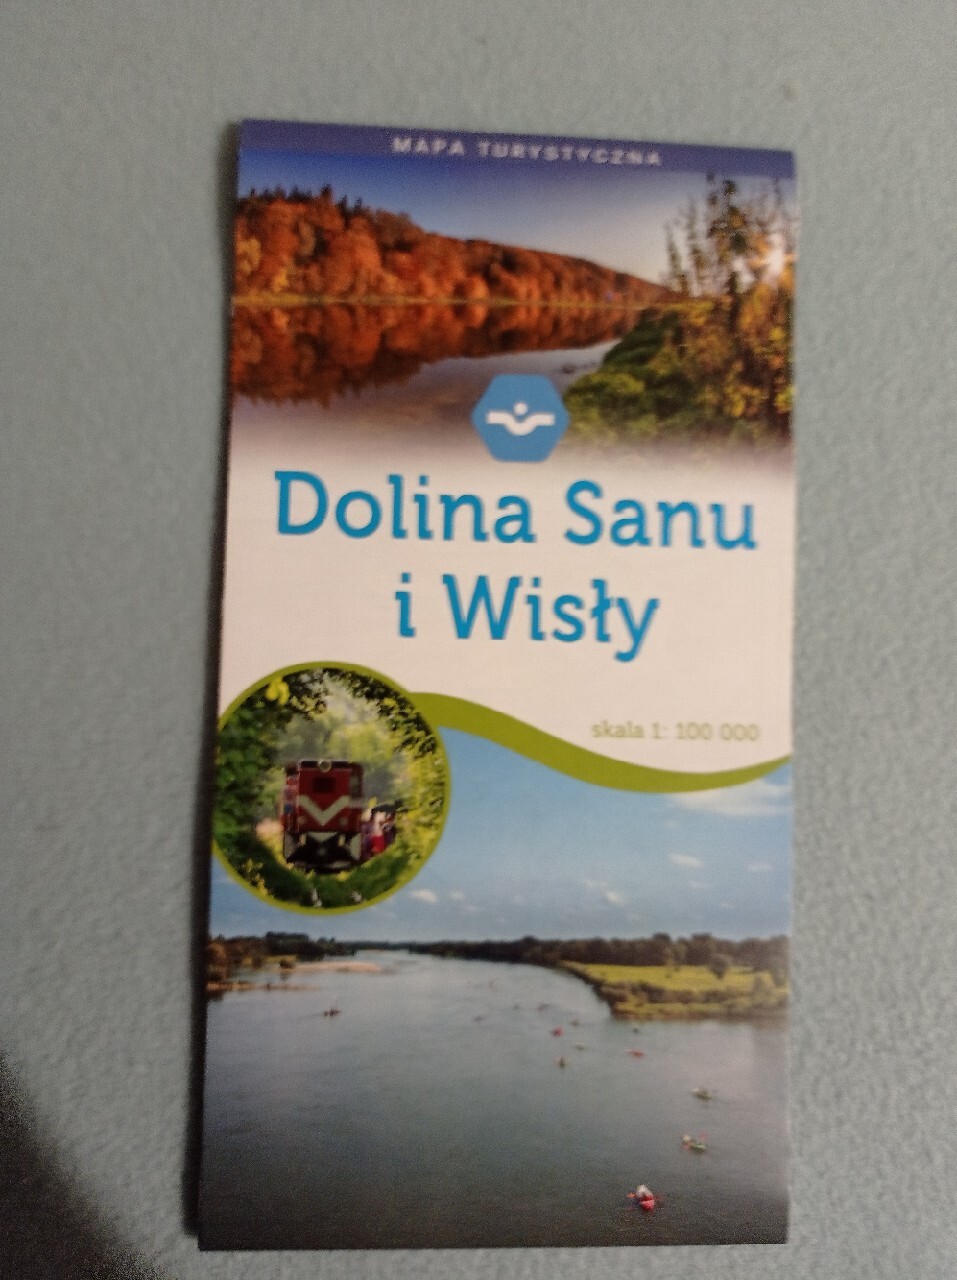 MAPA TURYSTYCZNA
Dolina Sanu
i Wisły
skala 1: 100 000